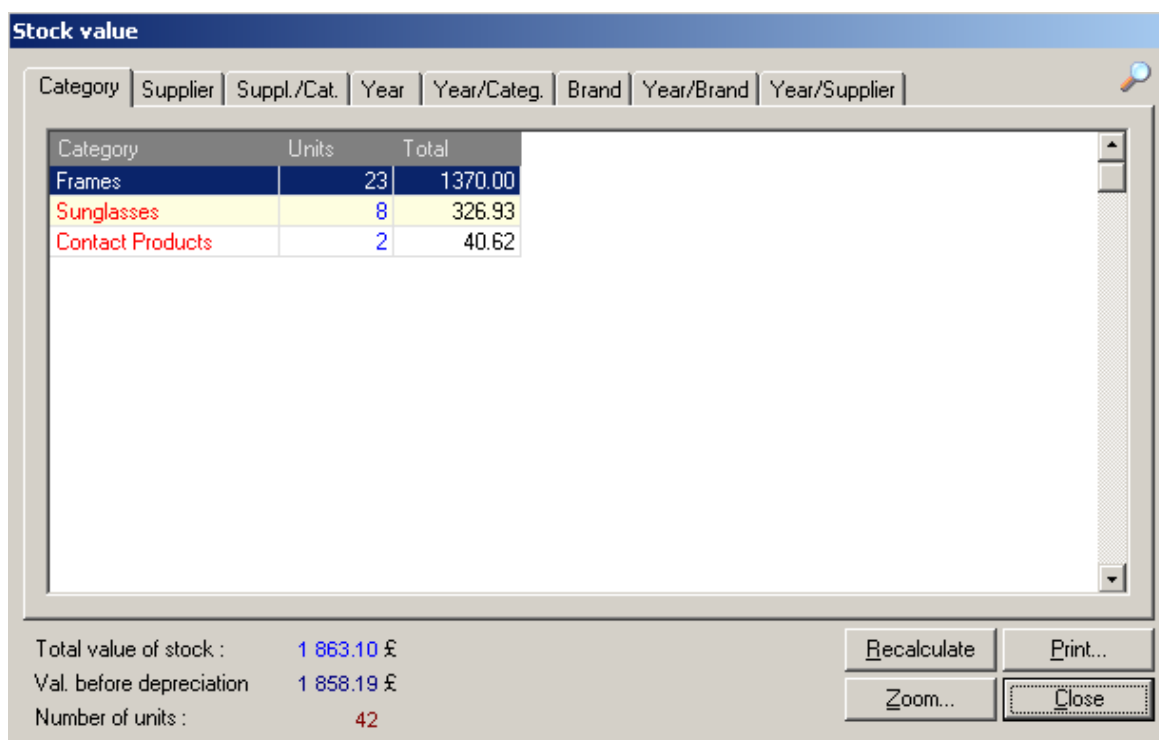 Stock value
Category Supplier Suppl./Cat. Year Year/Categ. Brand Year/Brand Year/Supplier
Category Units Total
Frames 23 1370.00
Sunglasses 8 326.93
Contact Products 2 40.62
Total value of stock : 1 863.10 £ Recalculate Print...
Val. before depreciation 1 858.19 £ Zoom... Close
Number of units : 42